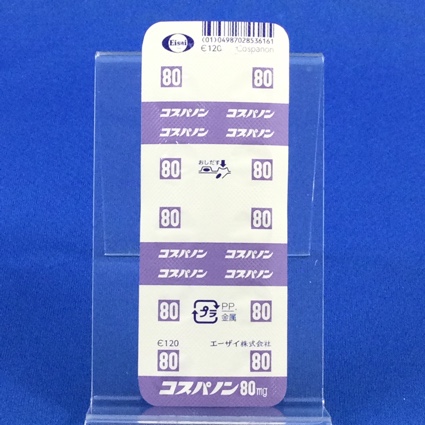 Eisai
(01)04987028536161
€120 Cospanon
80 80
コスパノン コスパノン
コスパノン コスパノン
おしだす
80 80
80 80
コスパノン コスパノン
コスパノン コスパノン
80 プラ PP, 80
金属
€120 エーザイ株式会社
80 80
コスパノン80mg